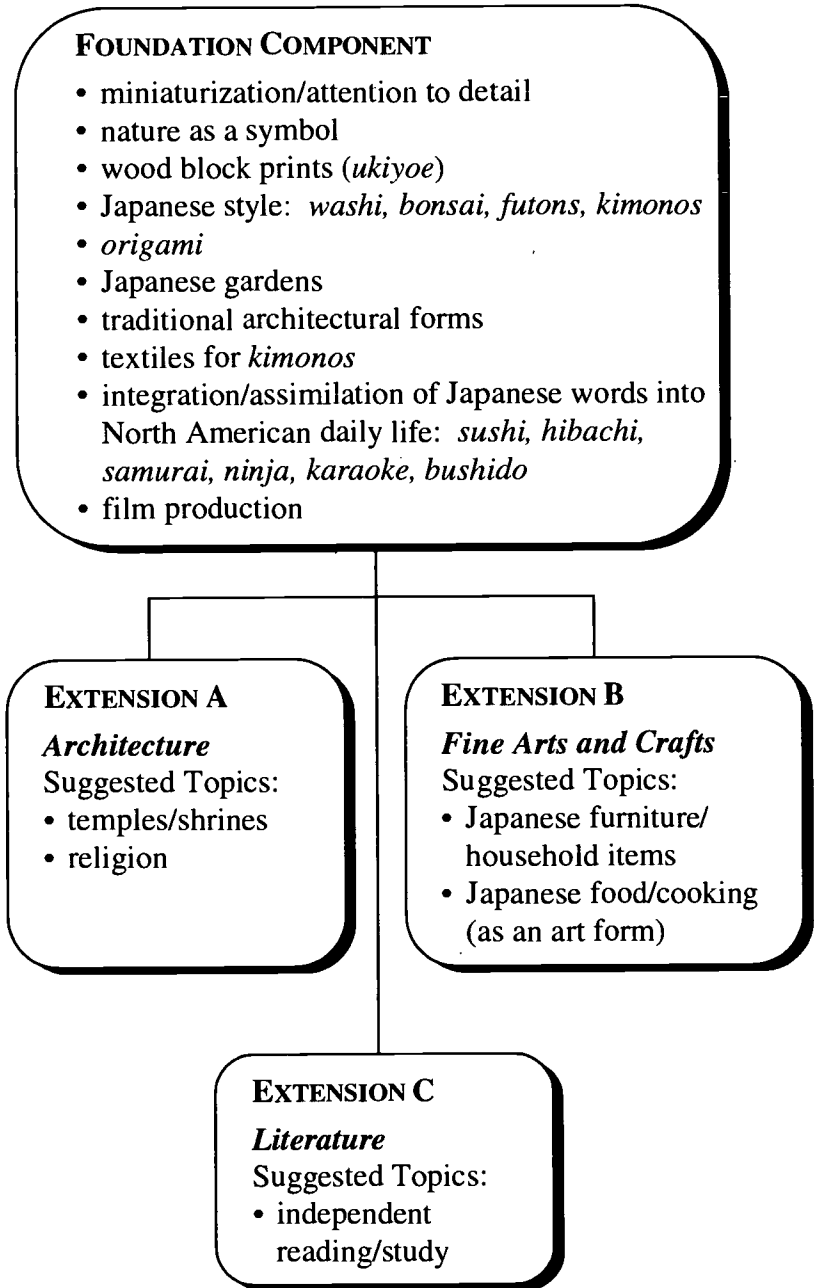 FOUNDATION COMPONENT
• miniaturization/attention to detail
• nature as a symbol
• wood block prints (ukiyoe)
• Japanese style: washi, bonsai, futons, kimonos
• origami
• Japanese gardens
• traditional architectural forms
• textiles for kimonos
• integration/assimilation of Japanese words into
North American daily life: sushi, hibachi,
samurai, ninja, karaoke, bushido
• film production
EXTENSION A
Architecture
Suggested Topics:
• temples/shrines
• religion
EXTENSION B
Fine Arts and Crafts
Suggested Topics:
• Japanese furniture/
household items
• Japanese food/cooking
(as an art form)
EXTENSION C
Literature
Suggested Topics:
• independent
reading/study